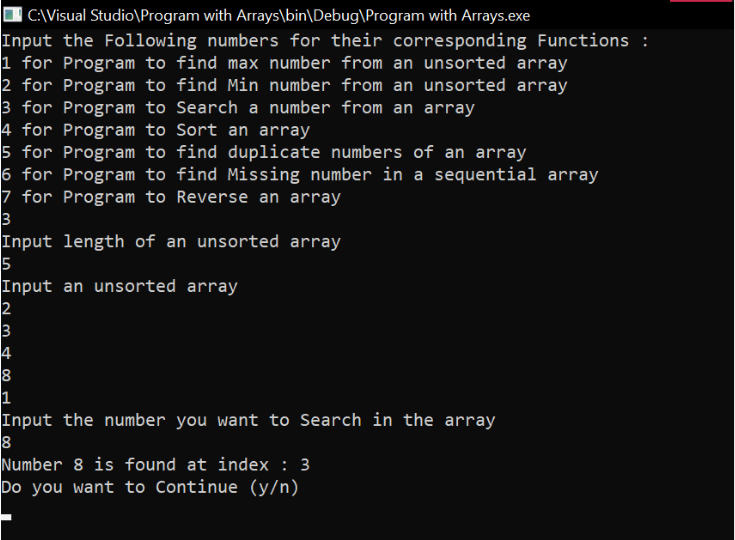 C:\Visual Studio\Program with Arrays\bin\Debug\Program with Arrays.exe
Input the Following numbers for their corresponding Functions :
1 for Program to find max number from an unsorted array
2 for Program to find Min number from an unsorted array
3 for Program to Search a number from an array
4 for Program to Sort an array
5 for Program to find duplicate numbers of an array
6 for Program to find Missing number in a sequential array
7 for Program to Reverse an array
3
Input length of an unsorted array
5
Input an unsorted array
2
3
4
8
1
Input the number you want to Search in the array
8
Number 8 is found at index : 3
Do you want to Continue (y/n)